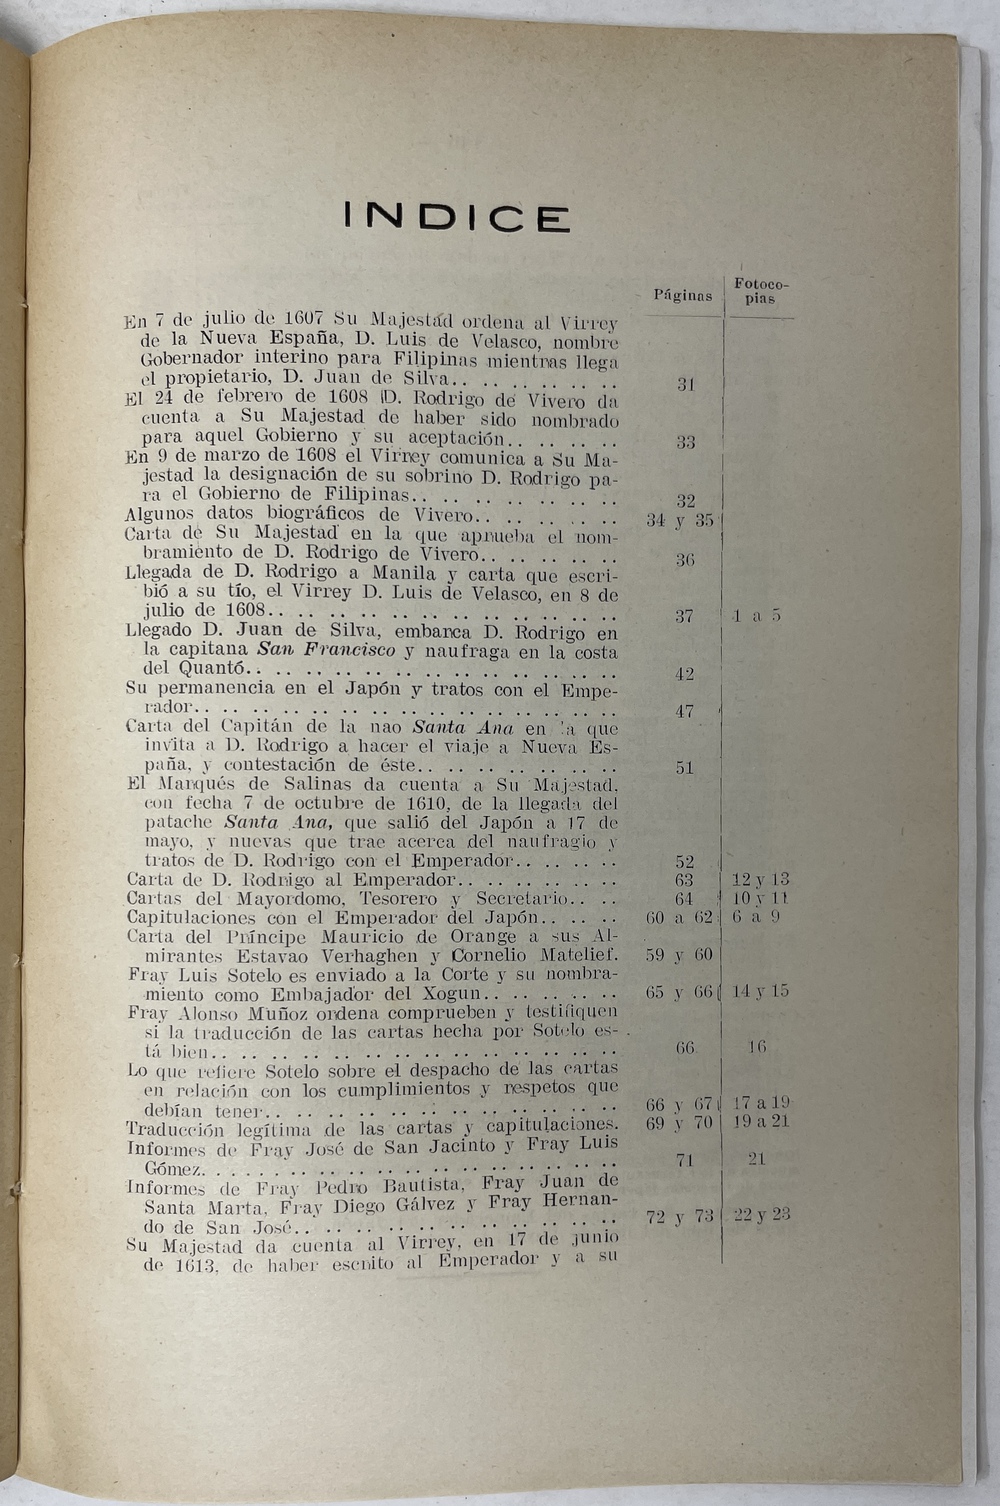 INDICE
Páginas
Fotoco-
pias
En 7 de julio de 1607 Su Majestad ordena al Virrey
de la Nueva España, D. Luis de Velasco, nombre
Gobernador interino para Filipinas mientras llega
el propietario, D. Juan de Silva.. .. .. .. .. .. 31
El 24 de febrero de 1608 D. Rodrigo de Vivero da
cuenta a Su Majestad de haber sido nombrado
para aquel Gobierno y su aceptación.. .. .. .. 33
En 9 de marzo de 1608 el Virrey comunica a Su Ma-
jestad la designación de su sobrino D. Rodrigo pa-
ra el Gobierno de Filipinas.. .. .. .. .. .. .. 32
Algunos datos biográficos de Vivero.. .. .. .. .. 34 y 35
Carta de Su Majestad en la que aprueba el nom-
bramiento de D. Rodrigo de Vivero.. .. .. .. .. 36
Llegada de D. Rodrigo a Manila y carta que escri-
bió a su tío, el Virrey D. Luis de Velasco, en 8 de
julio de 1608.. .. .. .. .. .. .. .. .. .. .. .. 37 1 a 5
Llegado D. Juan de Silva, embarca D. Rodrigo en
la capitana San Francisco y naufraga en la costa
del Quantó.. .. .. .. .. .. .. .. .. .. .. .. .. 42
Su permanencia en el Japón y tratos con el Empe-
rador.. .. .. .. .. .. .. .. .. .. .. .. .. .. .. 47
Carta del Capitán de la nao Santa Ana en la que
invita a D. Rodrigo a hacer el viaje a Nueva Es-
paña, y contestación de éste.. .. .. .. .. .. .. 51
El Marqués de Salinas da cuenta a Su Majestad,
con fecha 7 de octubre de 1610, de la llegada del
patache Santa Ana, que salió del Japón a 17 de
mayo, y nuevas que trae acerca del naufragio y
tratos de D. Rodrigo con el Emperador.. .. .. .. 52
Carta de D. Rodrigo al Emperador.. .. .. .. .. .. 63 12 y 13
Cartas del Mayordomo, Tesorero y Secretario.. .. 64 10 y 11
Capitulaciones con el Emperador del Japón.. .. .. 60 a 62 6 a 9
Carta del Príncipe Mauricio de Orange a sus Al-
mirantes Estavao Verhaghen y Cornelio Matelief. 59 y 60
Fray Luis Sotelo es enviado a la Corte y su nombra-
miento como Embajador del Xogun.. .. .. .. .. 65 y 66 14 y 15
Fray Alonso Muñoz ordena comprueben y testifiquen
si la traducción de las cartas hecha por Sotelo es-
tá bien.. .. .. .. .. .. .. .. .. .. .. .. .. .. 66 16
Lo que refiere Sotelo sobre el despacho de las cartas
en relación con los cumplimientos y respetos que
debían tener.. .. .. .. .. .. .. .. .. .. .. .. 66 y 67 17 a 19
Traducción legítima de las cartas y capitulaciones. 69 y 70 19 a 21
Informes de Fray José de San Jacinto y Fray Luis
Gómez. .. .. .. .. .. .. .. .. .. .. .. .. .. .. 71 21
Informes de Fray Pedro Bautista, Fray Juan de
Santa Marta, Fray Diego Gálvez y Fray Hernan-
do de San José.. .. .. .. .. .. .. .. .. .. .. 72 y 73 22 y 23
Su Majestad da cuenta al Virrey, en 17 de junio
de 1613, de haber escrito al Emperador y a su